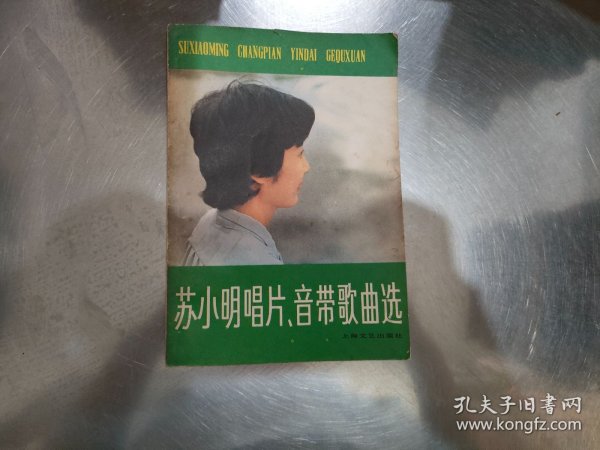 SUXIAOMING CHANGPIAN YINDAI GEQUXUAN
苏小明唱片、音带歌曲选
上海文艺出版社
孔夫子旧书网
www.kongfz.com